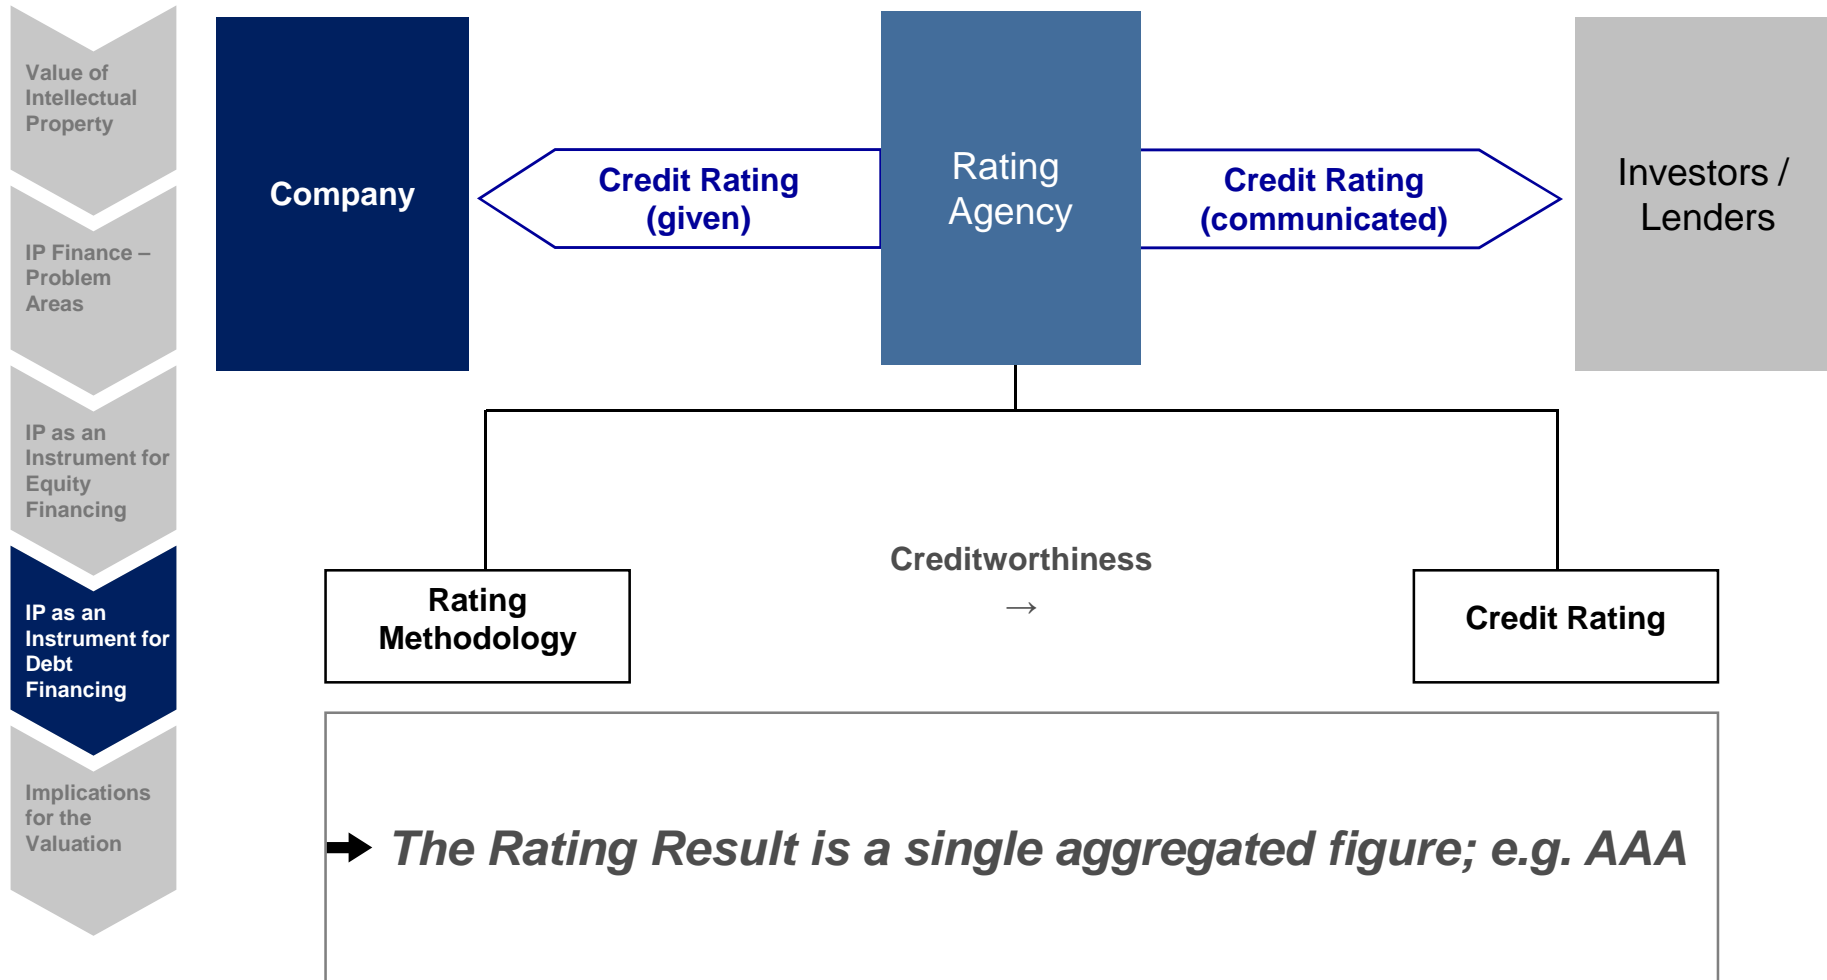 Value of
Intellectual
Property
IP Finance –
Problem
Areas
IP as an
Instrument for
Equity
Financing
IP as an
Instrument for
Debt
Financing
Implications
for the
Valuation
Company
Credit Rating
(given)
Rating
Agency
Credit Rating
(communicated)
Investors /
Lenders
Creditworthiness
→
Rating
Methodology
Credit Rating
The Rating Result is a single aggregated figure; e.g. AAA